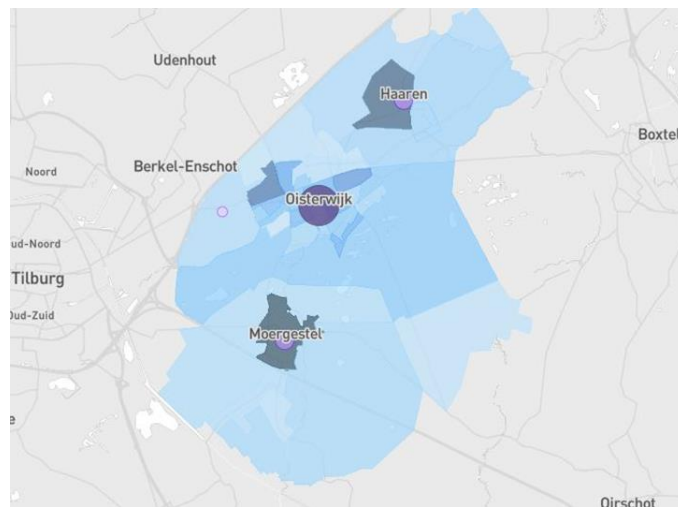 Udenhout
Haaren
Boxtel
Berkel-Enschot
Noord
Oisterwijk
ud-Noord
Tilburg
Oud-Zuid
Moergestel
e
Oirschot